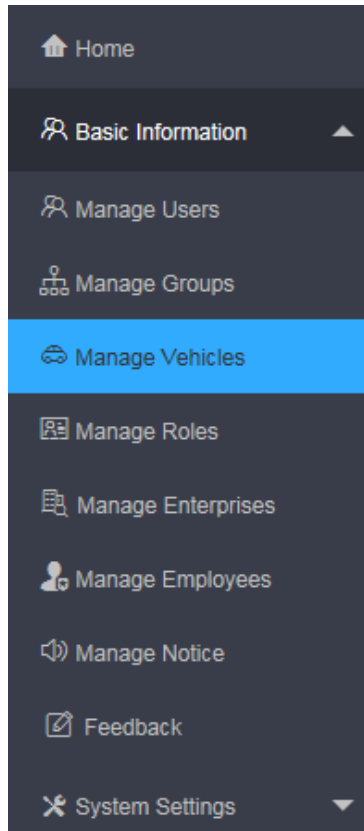 Home
Basic Information
Manage Users
Manage Groups
Manage Vehicles
Manage Roles
Manage Enterprises
Manage Employees
Manage Notice
Feedback
System Settings